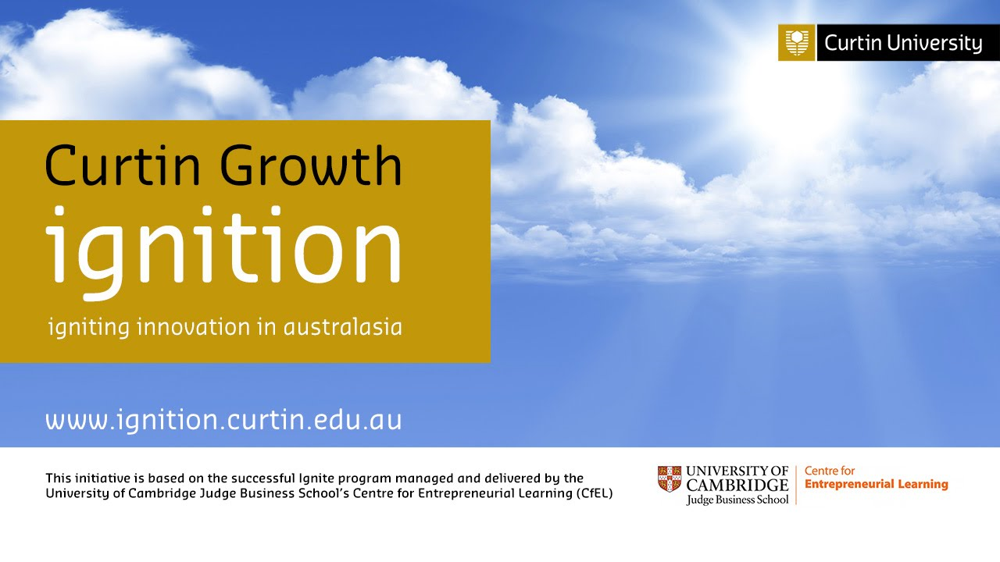 Curtin University
Curtin Growth
ignition
igniting innovation in australasia
www.ignition.curtin.edu.au
This initiative is based on the successful Ignite program managed and delivered by the
University of Cambridge Judge Business School's Centre for Entrepreneurial Learning (CfEL)
UNIVERSITY OF
CAMBRIDGE
Judge Business School
Centre for
Entrepreneurial Learning